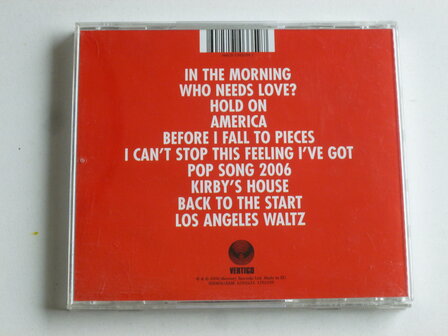 IN THE MORNING
WHO NEEDS LOVE?
HOLD ON
AMERICA
BEFORE I FALL TO PIECES
I CAN'T STOP THIS FEELING I'VE GOT
POP SONG 2006
KIRBY'S HOUSE
BACK TO THE START
LOS ANGELES WALTZ
VERTIGO